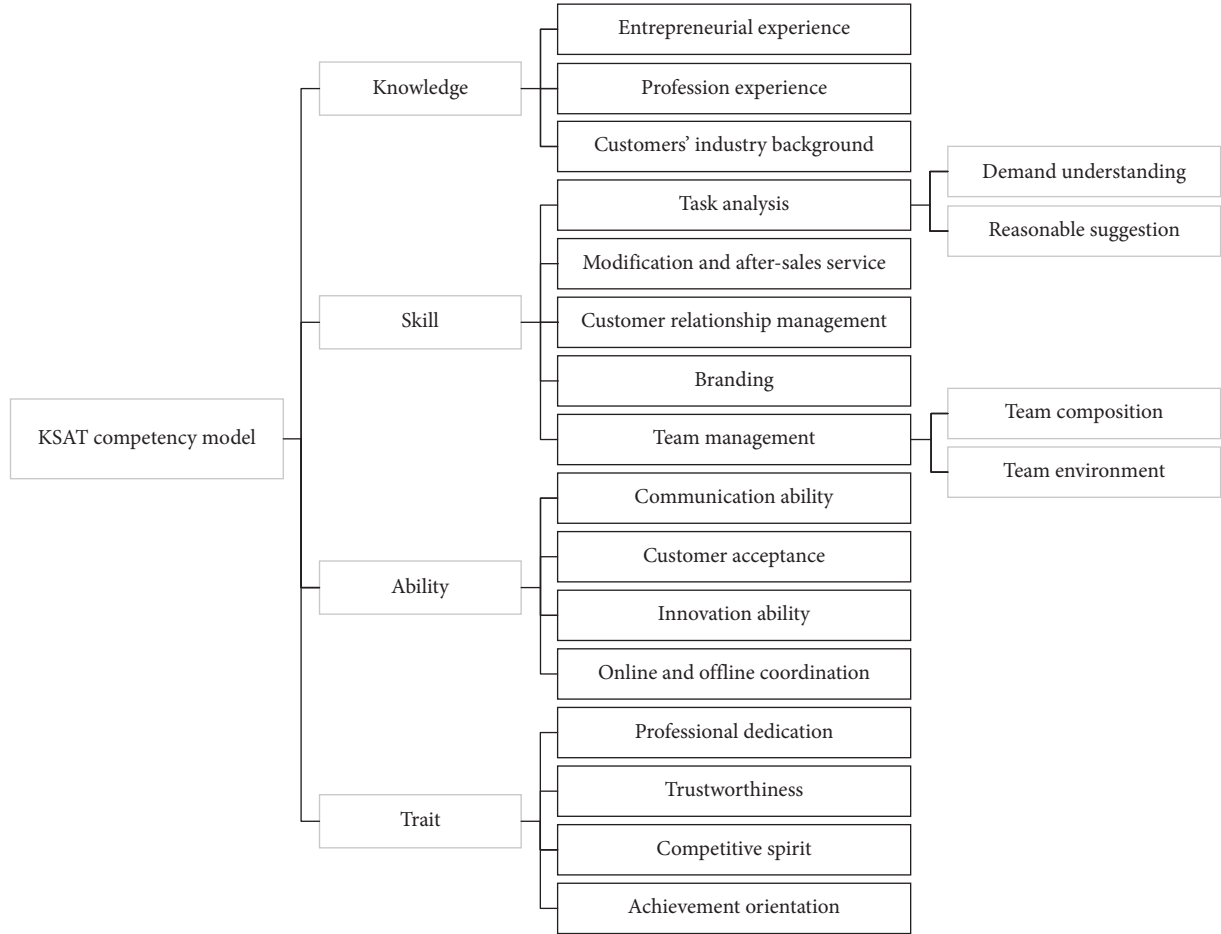 KSAT competency model
Knowledge
Entrepreneurial experience
Profession experience
Customers’ industry background
Skill
Task analysis
Demand understanding
Reasonable suggestion
Modification and after-sales service
Customer relationship management
Branding
Team management
Team composition
Team environment
Ability
Communication ability
Customer acceptance
Innovation ability
Online and offline coordination
Trait
Professional dedication
Trustworthiness
Competitive spirit
Achievement orientation